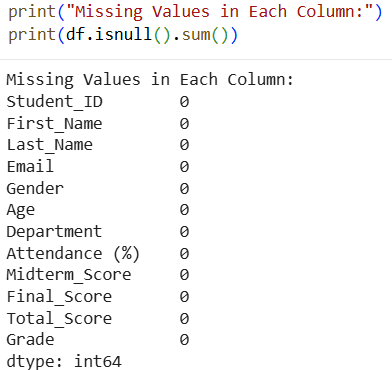 print("Missing Values in Each Column:")
print(df.isnull().sum())
Missing Values in Each Column:
Student_ID 0
First_Name 0
Last_Name 0
Email 0
Gender 0
Age 0
Department 0
Attendance (%) 0
Midterm_Score 0
Final_Score 0
Total_Score 0
Grade 0
dtype: int64